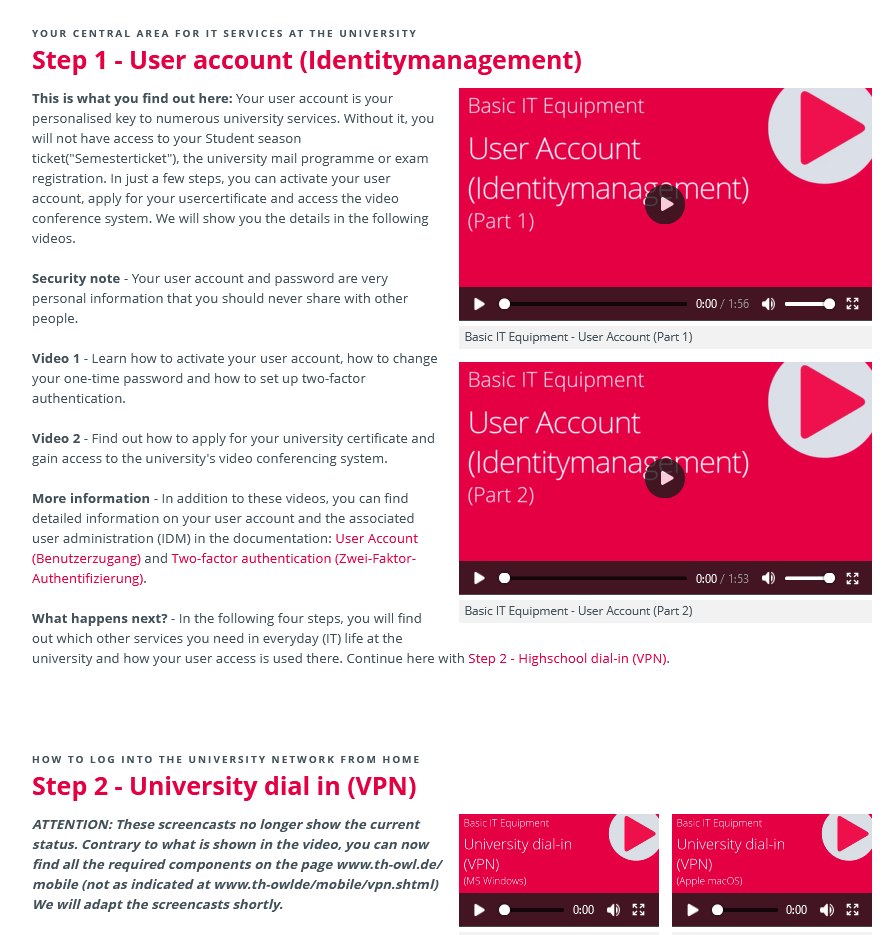 YOUR CENTRAL AREA FOR IT SERVICES AT THE UNIVERSITY
Step 1 - User account (Identitymanagement)
This is what you find out here: Your user account is your
personalised key to numerous university services. Without it, you
will not have access to your Student season
ticket("Semesterticket"), the university mail programme or exam
registration. In just a few steps, you can activate your user
account, apply for your usercertificate and access the video
conference system. We will show you the details in the following
videos.
Security note - Your user account and password are very
personal information that you should never share with other
people.
Video 1 - Learn how to activate your user account, how to change
your one-time password and how to set up two-factor
authentication.
Video 2 - Find out how to apply for your university certificate and
gain access to the university's video conferencing system.
More information - In addition to these videos, you can find
detailed information on your user account and the associated
user administration (IDM) in the documentation: User Account
(Benutzerzugang) and Two-factor authentication (Zwei-Faktor-
Authentifizierung).
What happens next? - In the following four steps, you will find
out which other services you need in everyday (IT) life at the
university and how your user access is used there. Continue here with Step 2 - Highschool dial-in (VPN).
Basic IT Equipment
User Account
(Identitymanagement)
(Part 1)
0:00 / 1:56
Basic IT Equipment - User Account (Part 1)
Basic IT Equipment
User Account
(Identitymanagement)
(Part 2)
0:00 / 1:53
Basic IT Equipment - User Account (Part 2)
HOW TO LOG INTO THE UNIVERSITY NETWORK FROM HOME
Step 2 - University dial in (VPN)
ATTENTION: These screencasts no longer show the current
status. Contrary to what is shown in the video, you can now
find all the required components on the page www.th-owl.de/
mobile (not as indicated at www.th-owlde/mobile/vpn.shtml)
We will adapt the screencasts shortly.
Basic IT Equipment
University dial-in
(VPN)
(MS Windows)
0:00
Basic IT Equipment
University dial-in
(VPN)
(Apple macOS)
0:00